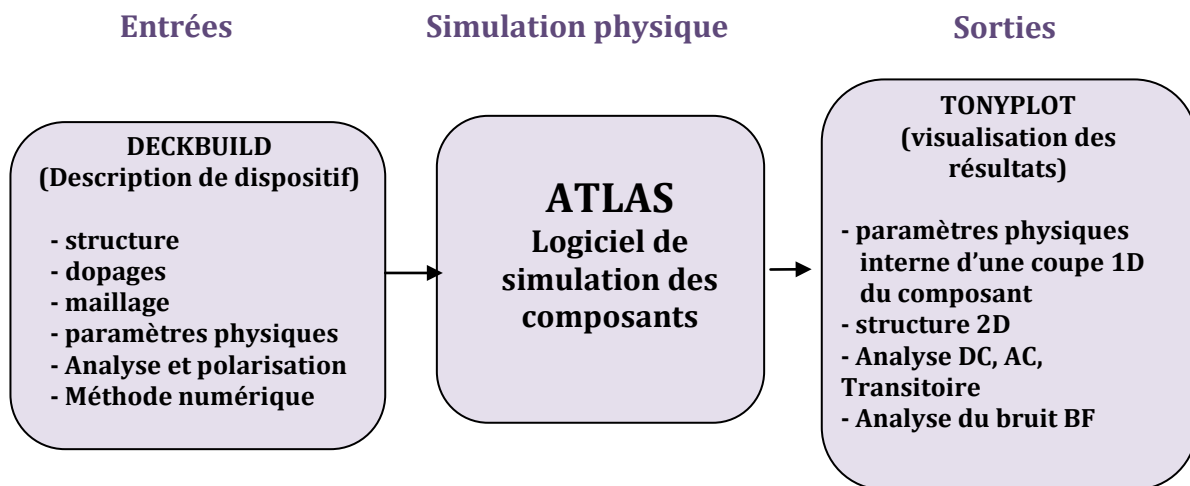 Entrées
Simulation physique
Sorties
DECKBUILD
(Description de dispositif)
- structure
- dopages
- maillage
- paramètres physiques
- Analyse et polarisation
- Méthode numérique
ATLAS
Logiciel de
simulation des
composants
TONYPLOT
(visualisation des
résultats)
- paramètres physiques
interne d’une coupe 1D
du composant
- structure 2D
- Analyse DC, AC,
Transitoire
- Analyse du bruit BF